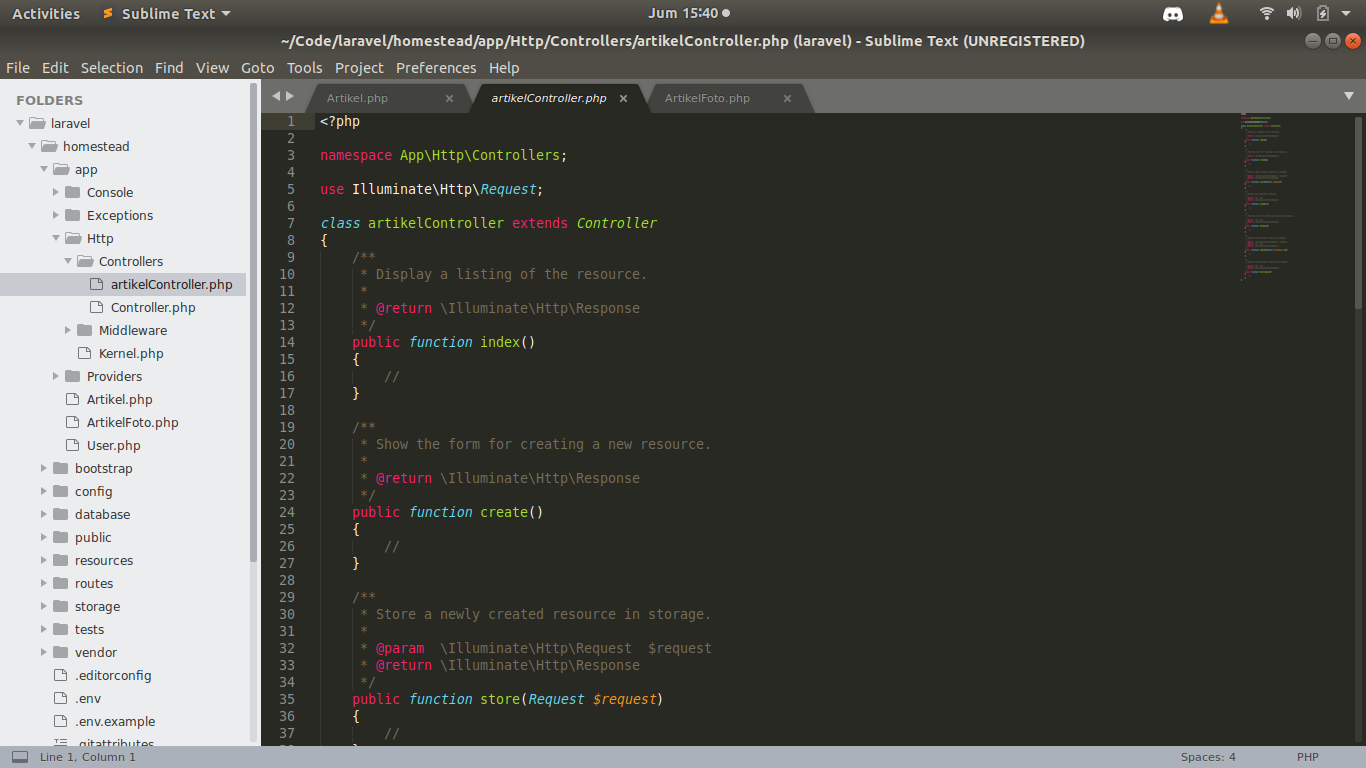 Activities Sublime Text Jum 15:40
~/Code/laravel/homestead/app/Http/Controllers/artikelController.php (laravel) - Sublime Text (UNREGISTERED)
File Edit Selection Find View Goto Tools Project Preferences Help
FOLDERS
laravel
homestead
app
Console
Exceptions
Http
Controllers
artikelController.php
Controller.php
Middleware
Kernel.php
Providers
Artikel.php
ArtikelFoto.php
User.php
bootstrap
config
database
public
resources
routes
storage
tests
vendor
.editorconfig
.env
.env.example
.gitattributes
Artikel.php × artikelController.php × ArtikelFoto.php ×
1 <?php
2
3 namespace App\Http\Controllers;
4
5 use Illuminate\Http\Request;
6
7 class artikelController extends Controller
8 {
9 /**
10 * Display a listing of the resource.
11 *
12 * @return \Illuminate\Http\Response
13 */
14 public function index()
15 {
16 //
17 }
18
19 /**
20 * Show the form for creating a new resource.
21 *
22 * @return \Illuminate\Http\Response
23 */
24 public function create()
25 {
26 //
27 }
28
29 /**
30 * Store a newly created resource in storage.
31 *
32 * @param  \Illuminate\Http\Request  $request
33 * @return \Illuminate\Http\Response
34 */
35 public function store(Request $request)
36 {
37 //
Line 1, Column 1 Spaces: 4 PHP